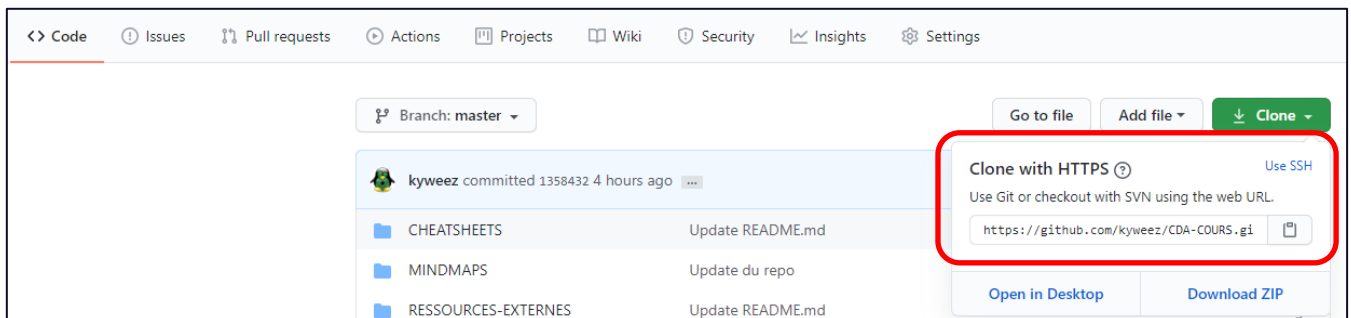 <> Code Issues Pull requests Actions Projects Wiki Security Insights Settings
Branch: master Go to file Add file Clone
kyweez committed 1358432 4 hours ago ...
Clone with HTTPS ? Use SSH
Use Git or checkout with SVN using the web URL.
https://github.com/kyweez/CDA-COURS.gi
CHEATSHEETS Update README.md
MINDMAPS Update du repo
RESSOURCES-EXTERNES Update README.md
Open in Desktop Download ZIP